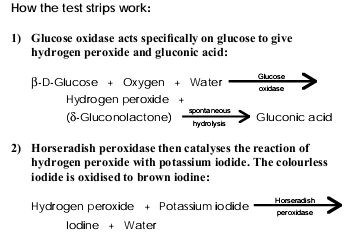 How the test strips work:
1) Glucose oxidase acts specifically on glucose to give
hydrogen peroxide and gluconic acid:
β-D-Glucose + Oxygen + Water Glucose oxidase
Hydrogen peroxide +
(δ-Gluconolactone) spontaneous hydrolysis Gluconic acid
2) Horseradish peroxidase then catalyses the reaction of
hydrogen peroxide with potassium iodide. The colourless
iodide is oxidised to brown iodine:
Hydrogen peroxide + Potassium iodide Horseradish peroxidase
Iodine + Water